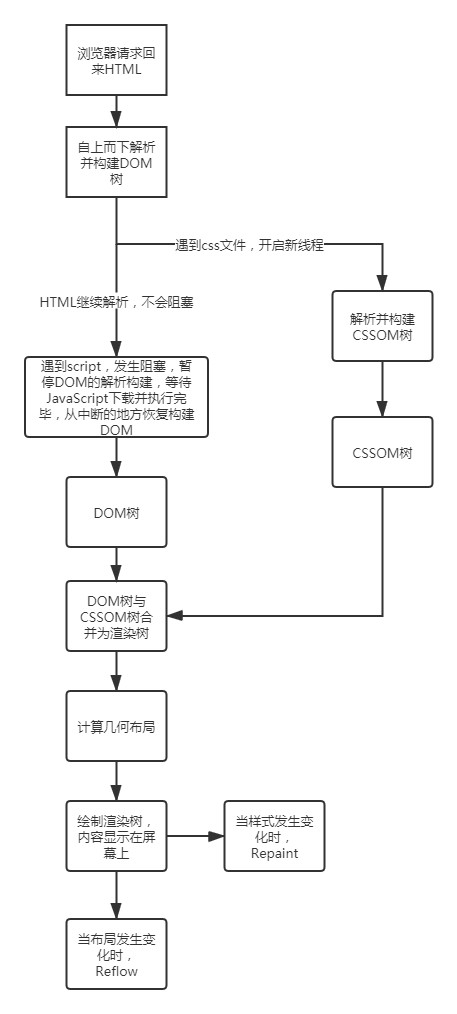 浏览器请求回
来HTML
自上而下解析
并构建DOM
树
遇到css文件，开启新线程
HTML继续解析，不会阻塞
解析并构建
CSSOM树
遇到script，发生阻塞，暂
停DOM的解析构建，等待
JavaScript下载并执行完
毕，从中断的地方恢复构建
DOM
CSSOM树
DOM树
DOM树与
CSSOM树合
并为渲染树
计算几何布局
绘制渲染树，
内容显示在屏
幕上
当样式发生变
化时，
Repaint
当布局发生变
化时，
Reflow